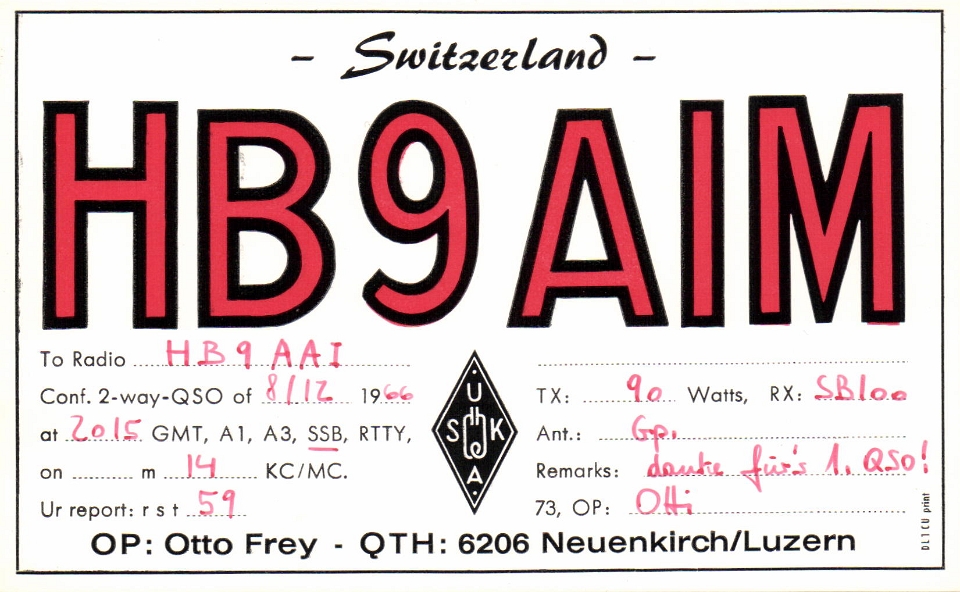 - Switzerland -
HB9AIM
To Radio HB9AAI
Conf. 2-way-QSO of 8/12 1966
at 2015 GMT, A1, A3, SSB, RTTY,
on m 14 KC/MC.
Ur report: r s t 59
USKA
TX: 90 Watts, RX: SB100
Ant.: Gp.
Remarks: danke für's 1. QSO!
73, OP: Otti
OP: Otto Frey - QTH: 6206 Neuenkirch/Luzern
DL1CU print